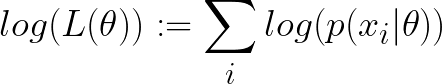 log(L(θ)) := ∑_i log(p(x_i|θ))